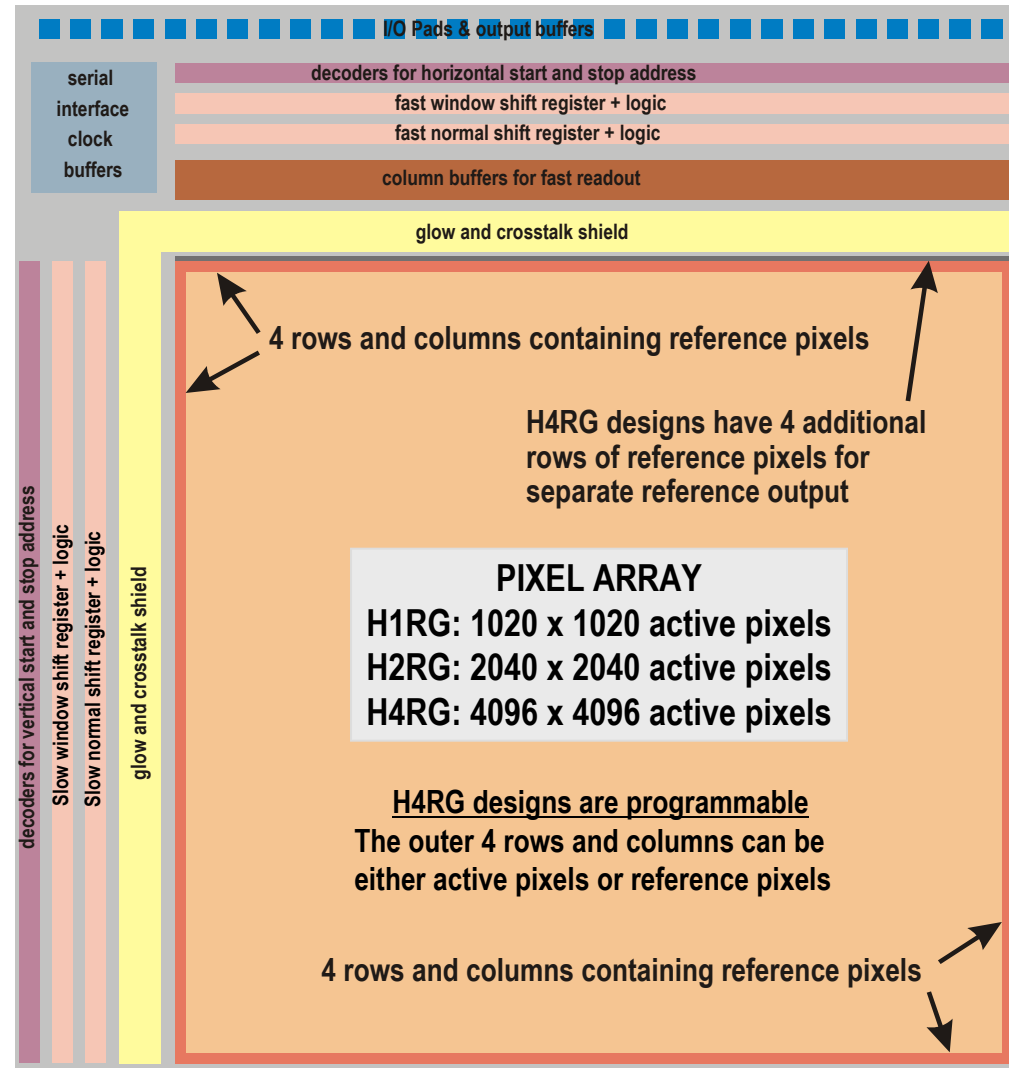 I/O Pads & output buffers
serial
interface
clock
buffers
decoders for horizontal start and stop address
fast window shift register + logic
fast normal shift register + logic
column buffers for fast readout
glow and crosstalk shield
decoders for vertical start and stop address
Slow window shift register + logic
Slow normal shift register + logic
glow and crosstalk shield
4 rows and columns containing reference pixels
H4RG designs have 4 additional
rows of reference pixels for
separate reference output
PIXEL ARRAY
H1RG: 1020 x 1020 active pixels
H2RG: 2040 x 2040 active pixels
H4RG: 4096 x 4096 active pixels
H4RG designs are programmable
The outer 4 rows and columns can be
either active pixels or reference pixels
4 rows and columns containing reference pixels